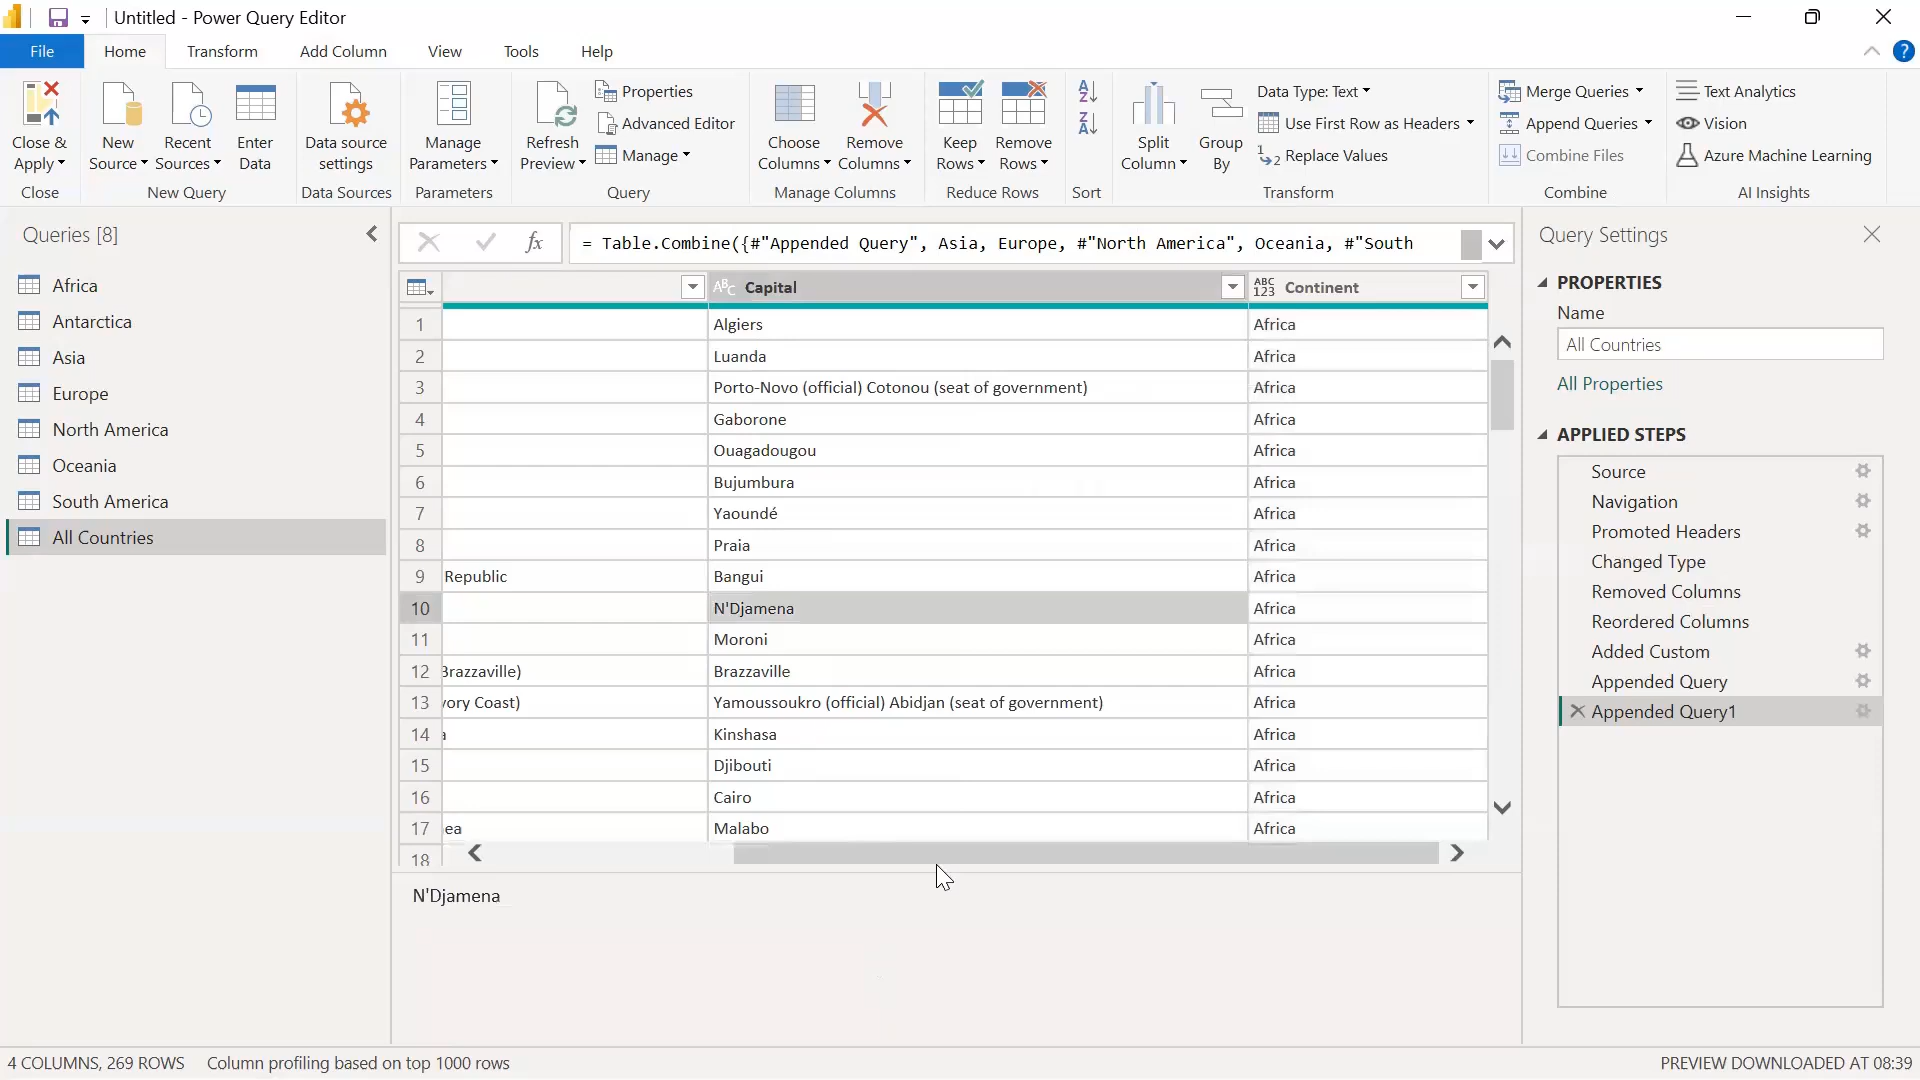 Untitled - Power Query Editor
File
Home
Transform
Add Column
View
Tools
Help
?
Close &
Apply
Close
New
Source
Recent
Sources
Enter
Data
New Query
Data source
settings
Data Sources
Manage
Parameters
Parameters
Refresh
Preview
Properties
Advanced Editor
Manage
Query
Choose
Columns
Remove
Columns
Manage Columns
Keep
Rows
Remove
Rows
Reduce Rows
A
Z
Z
A
Sort
Split
Column
Group
By
Data Type: Text
Use First Row as Headers
1
2
Replace Values
Transform
Merge Queries
Append Queries
Combine Files
Combine
Text Analytics
Vision
Azure Machine Learning
AI Insights
Queries [8]
Africa
Antarctica
Asia
Europe
North America
Oceania
South America
All Countries
fx
= Table.Combine({#"Appended Query", Asia, Europe, #"North America", Oceania, #"South
ABC Capital
ABC
123 Continent
1 Algiers Africa
2 Luanda Africa
3 Porto-Novo (official) Cotonou (seat of government) Africa
4 Gaborone Africa
5 Ouagadougou Africa
6 Bujumbura Africa
7 Yaoundé Africa
8 Praia Africa
9 Republic Bangui Africa
10 N'Djamena Africa
11 Moroni Africa
12 Brazzaville) Brazzaville Africa
13 vory Coast) Yamoussoukro (official) Abidjan (seat of government) Africa
14 a Kinshasa Africa
15 Djibouti Africa
16 Cairo Africa
17 ea Malabo Africa
18
N'Djamena
Query Settings
PROPERTIES
Name
All Countries
All Properties
APPLIED STEPS
Source
Navigation
Promoted Headers
Changed Type
Removed Columns
Reordered Columns
Added Custom
Appended Query
Appended Query1
4 COLUMNS, 269 ROWS
Column profiling based on top 1000 rows
PREVIEW DOWNLOADED AT 08:39